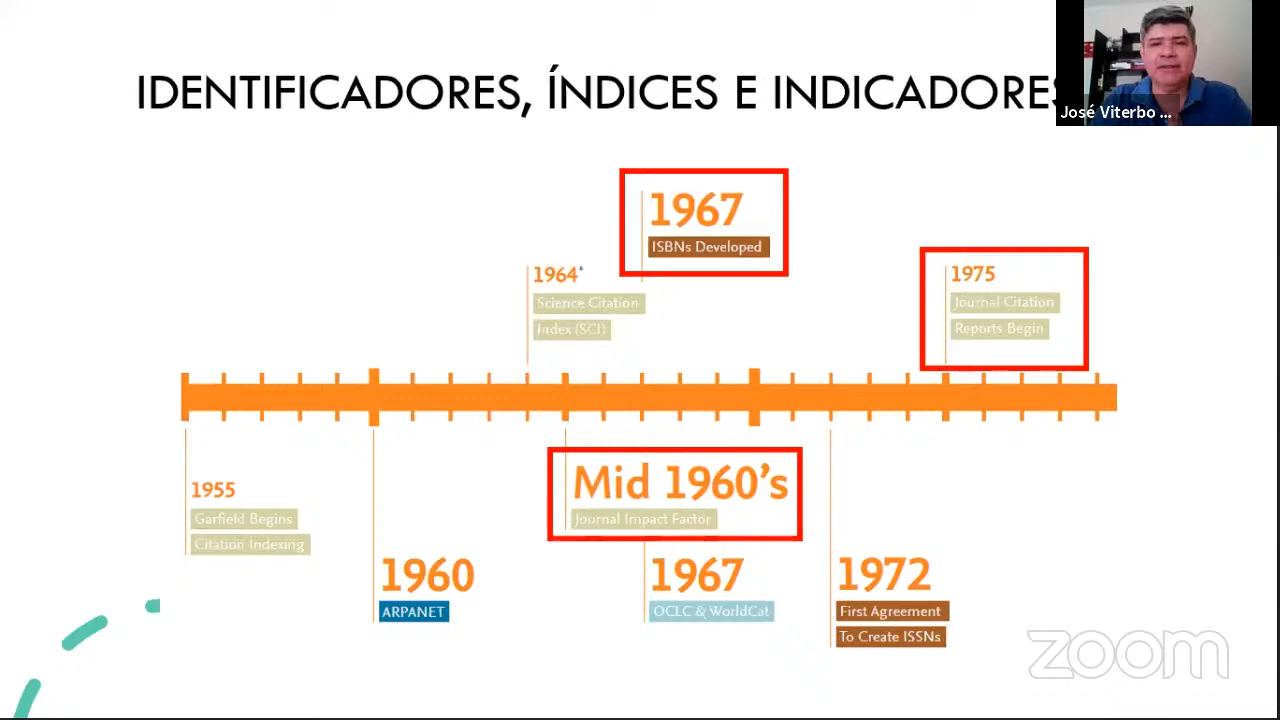 IDENTIFICADORES, ÍNDICES E INDICADORES
José Viterbo ...
1967
ISBNs Developed
1964
Science Citation
Index (SCI)
1975
Journal Citation
Reports Begin
1955
Garfield Begins
Citation Indexing
Mid 1960's
Journal Impact Factor
1960
ARPANET
1967
OCLC & WorldCat
1972
First Agreement
To Create ISSNs
zoom